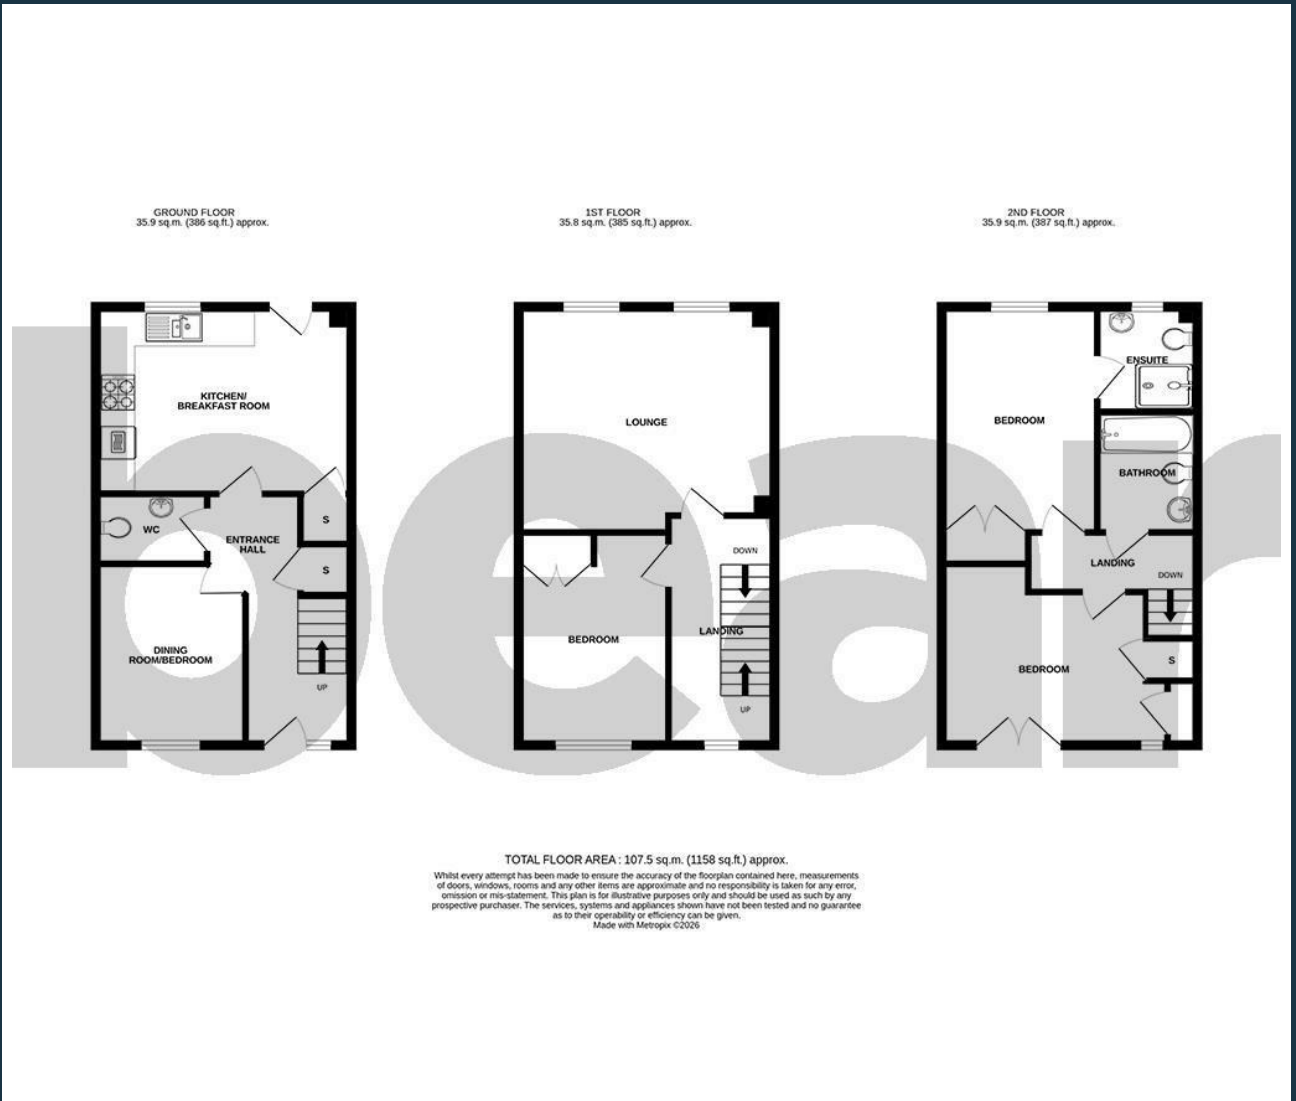 GROUND FLOOR
35.9 sq.m. (386 sq.ft.) approx.
1ST FLOOR
35.8 sq.m. (385 sq.ft.) approx.
2ND FLOOR
35.9 sq.m. (387 sq.ft.) approx.
KITCHEN/
BREAKFAST ROOM
WC
S
ENTRANCE
HALL
S
DINING
ROOM/BEDROOM
UP
LOUNGE
DOWN
BEDROOM
LANDING
UP
ENSUITE
BEDROOM
BATHROOM
LANDING
DOWN
BEDROOM
S
lpear
TOTAL FLOOR AREA : 107.5 sq.m. (1158 sq.ft.) approx.
Whilst every attempt has been made to ensure the accuracy of the floorplan contained here, measurements
of doors, windows, rooms and any other items are approximate and no responsibility is taken for any error,
omission or mis-statement. This plan is for illustrative purposes only and should be used as such by any
prospective purchaser. The services, systems and appliances shown have not been tested and no guarantee
as to their operability or efficiency can be given.
Made with Metropix ©2026